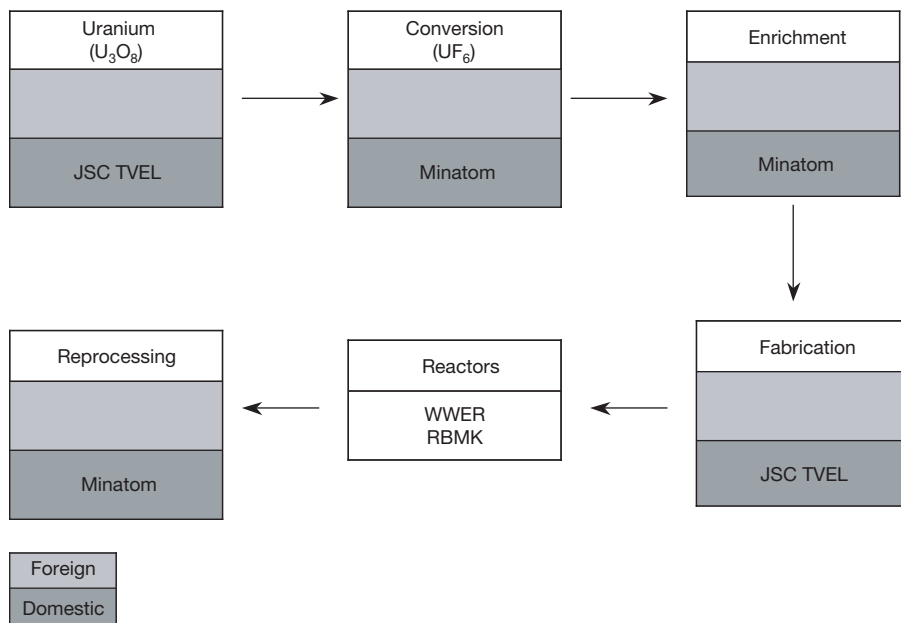 Uranium
(U₃O₈)
JSC TVEL
Conversion
(UF₆)
Minatom
Enrichment
Minatom
Fabrication
JSC TVEL
Reactors
WWER
RBMK
Reprocessing
Minatom
Foreign
Domestic